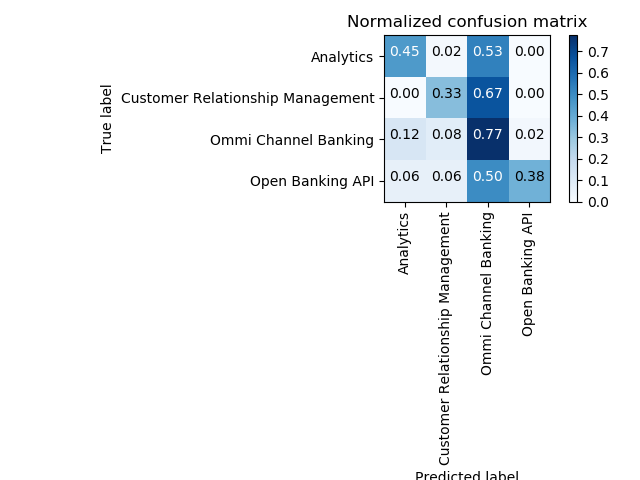 Normalized confusion matrix
True label
Analytics 0.45 0.02 0.53 0.00
Customer Relationship Management 0.00 0.33 0.67 0.00
Ommi Channel Banking 0.12 0.08 0.77 0.02
Open Banking API 0.06 0.06 0.50 0.38
Analytics
Customer Relationship Management
Ommi Channel Banking
Open Banking API
Predicted label
0.7
0.6
0.5
0.4
0.3
0.2
0.1
0.0